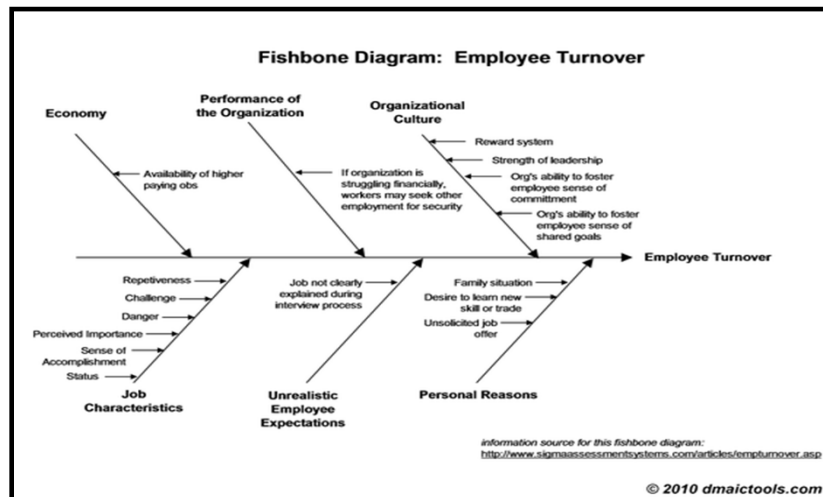 Fishbone Diagram: Employee Turnover
Economy
Performance of
the Organization
Organizational
Culture
Availability of higher
paying obs
If organization is
struggling financially,
workers may seek other
employment for security
Reward system
Strength of leadership
Org's ability to foster
employee sense of
committment
Org's ability to foster
employee sense of
shared goals
Employee Turnover
Repetiveness
Challenge
Danger
Perceived Importance
Sense of
Accomplishment
Status
Job
Characteristics
Job not clearly
explained during
interview process
Unrealistic
Employee
Expectations
Family situation
Desire to learn new
skill or trade
Unsolicited job
offer
Personal Reasons
information source for this fishbone diagram:
http://www.sigmaassessmentsystems.com/articles/empturnover.asp
© 2010 dmaictools.com